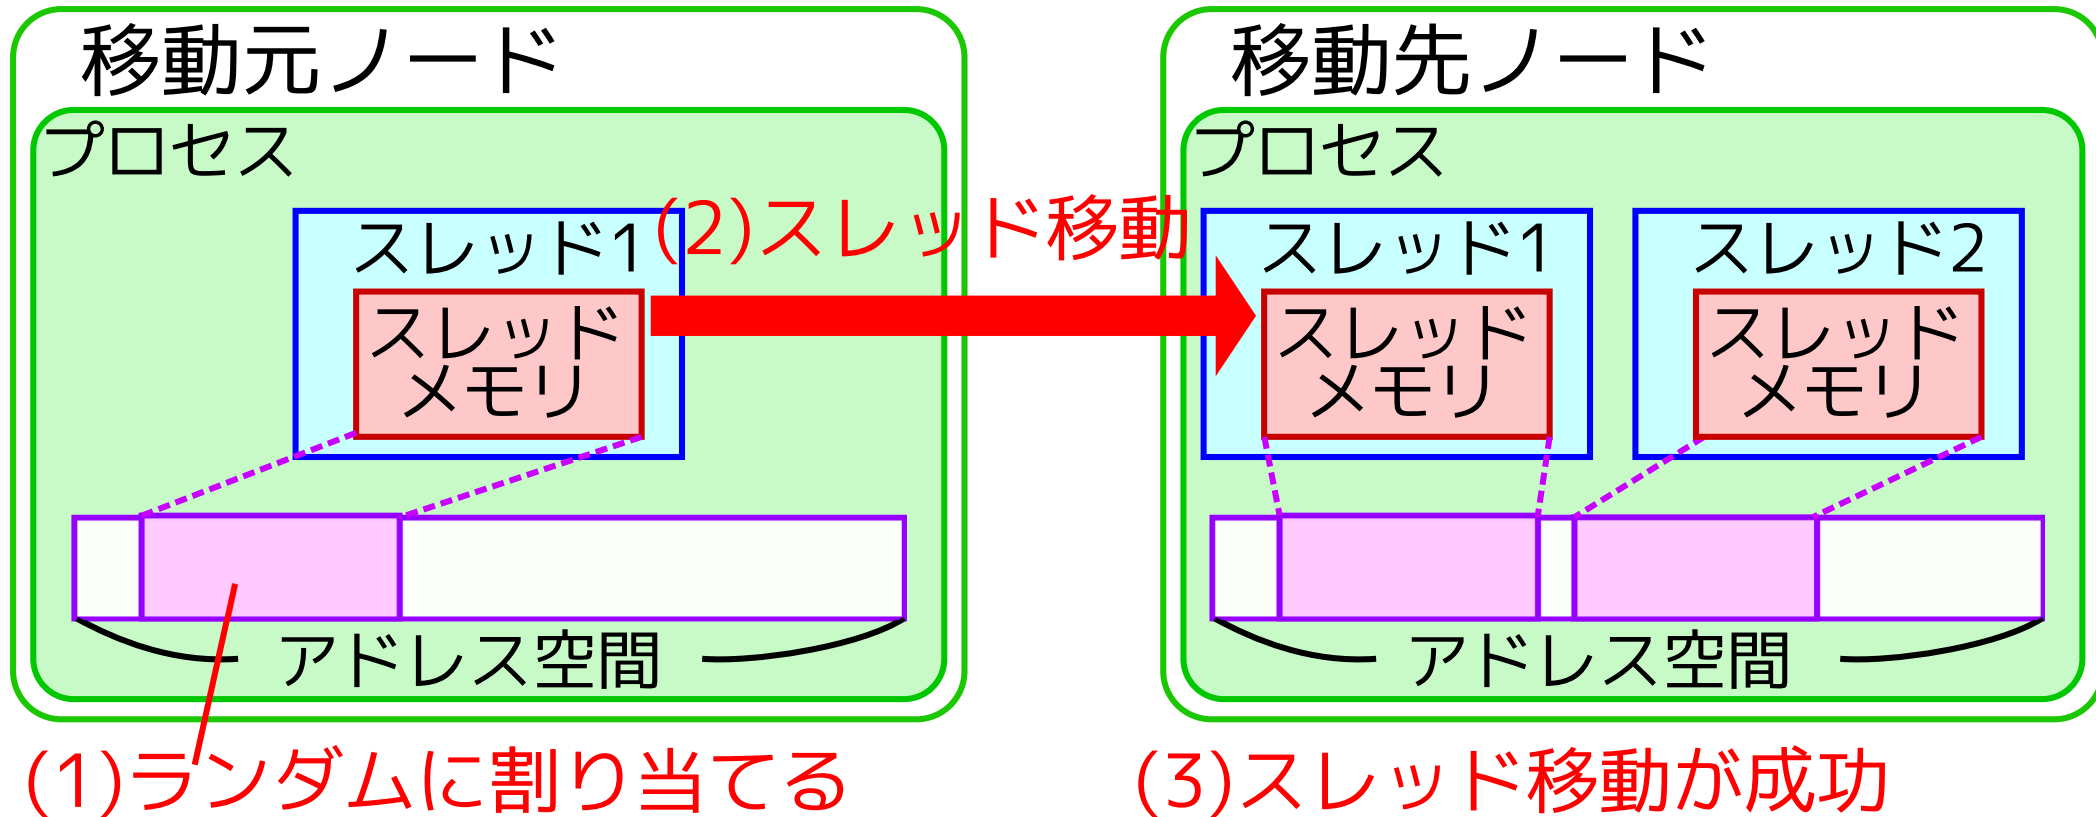 移動元ノード
プロセス
スレッド1
スレッド
メモリ
アドレス空間
(1)ランダムに割り当てる
(2)スレッド移動
移動先ノード
プロセス
スレッド1
スレッド
メモリ
スレッド2
スレッド
メモリ
アドレス空間
(3)スレッド移動が成功